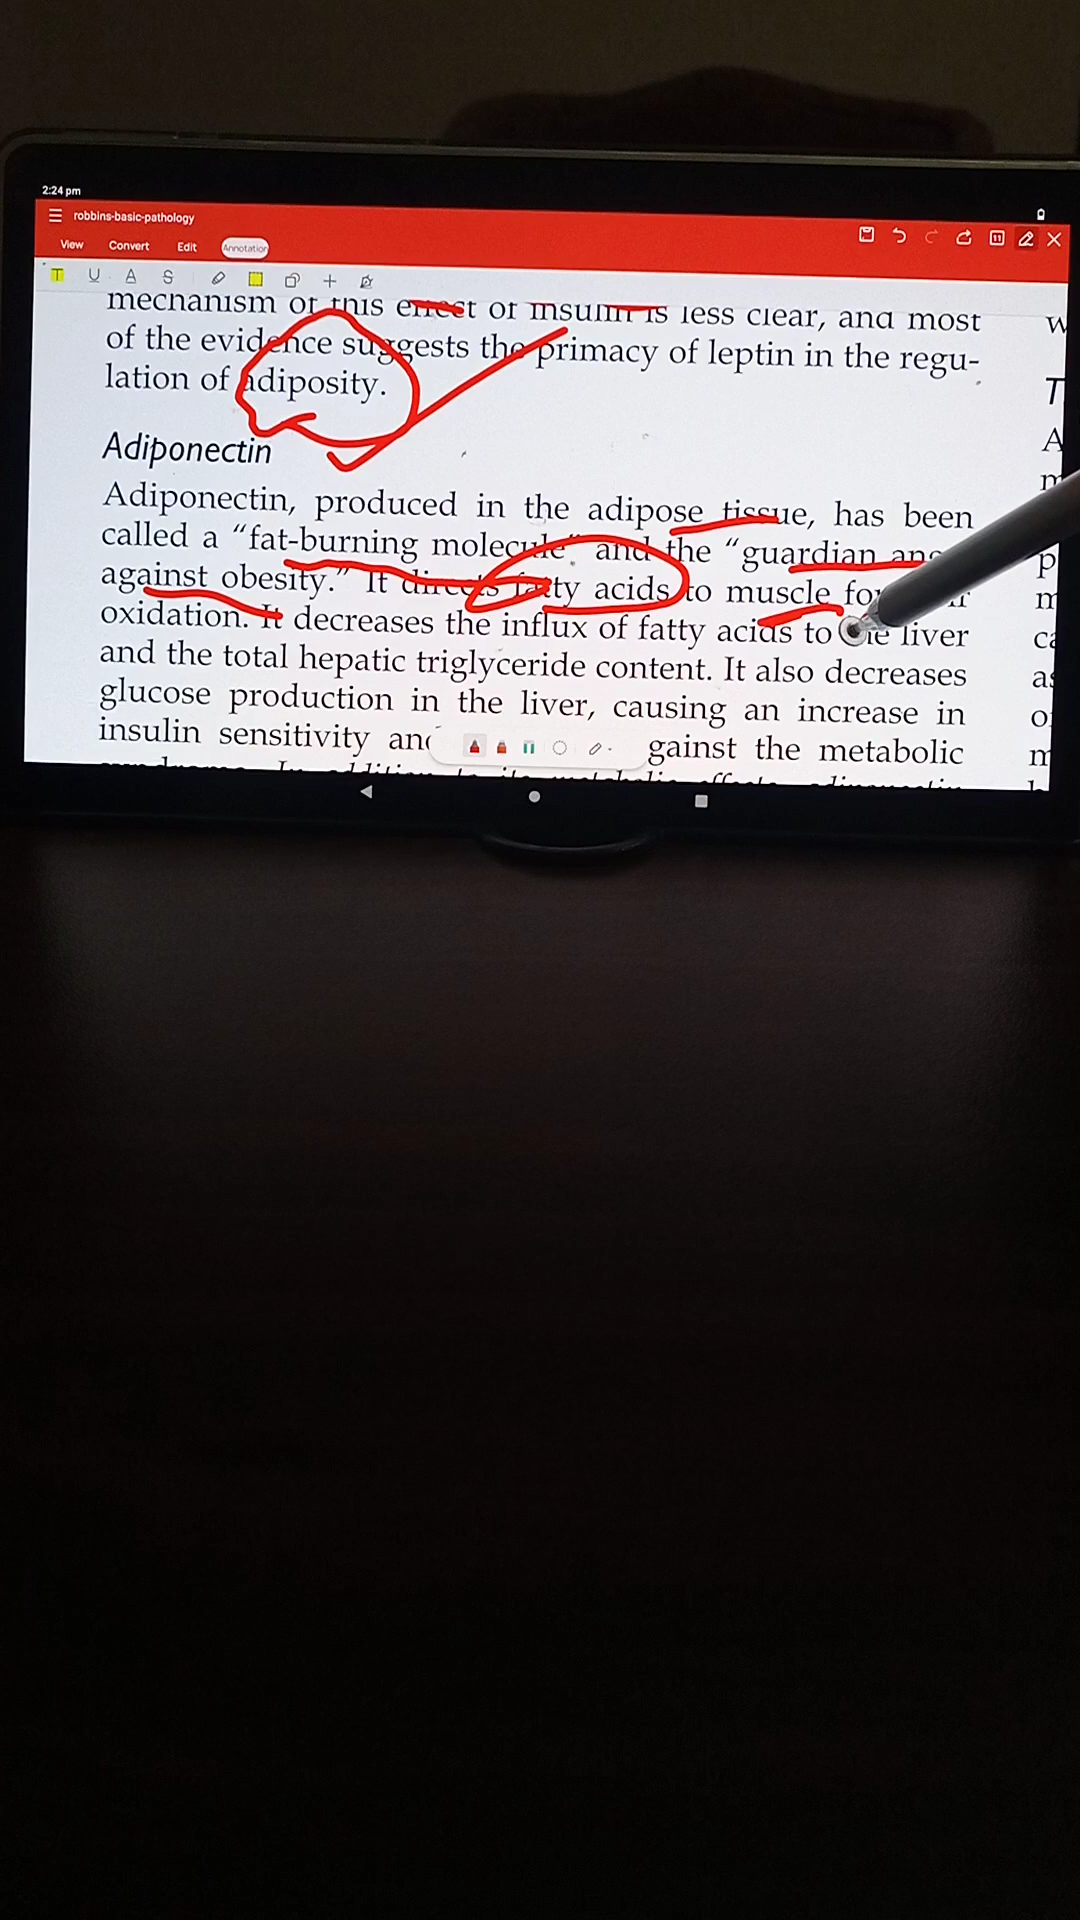 2:24 pm
robbins-basic-pathology
View Convert Edit Annotation
mechanism of this effect of insulin is less clear, and most
of the evidence suggests the primacy of leptin in the regu-
lation of adiposity.
Adiponectin
Adiponectin, produced in the adipose tissue, has been
called a “fat-burning molecule” and the “guardian
against obesity.” It directs fatty acids to muscle
oxidation. It decreases the influx of fatty acids to liver
and the total hepatic triglyceride content. It also decreases
glucose production in the liver, causing an increase in
insulin sensitivity gainst the metabolic